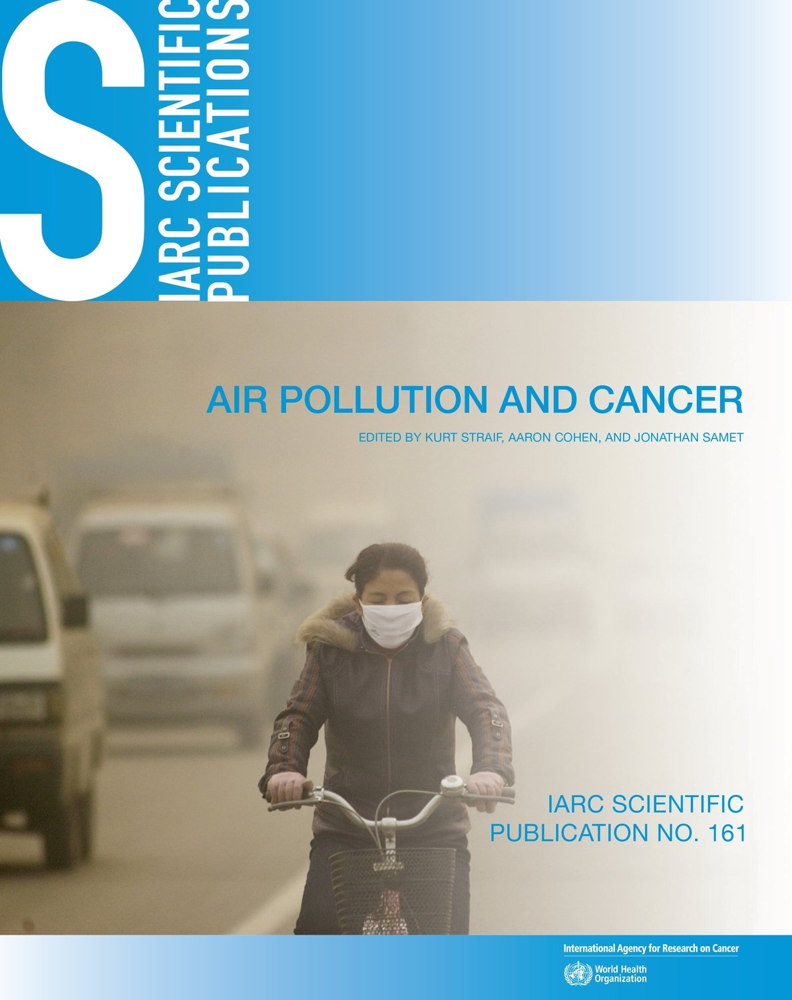 S
IARC SCIENTIFIC
PUBLICATIONS
AIR POLLUTION AND CANCER
EDITED BY KURT STRAIF, AARON COHEN, AND JONATHAN SAMET
IARC SCIENTIFIC
PUBLICATION NO. 161
International Agency for Research on Cancer
World Health
Organization